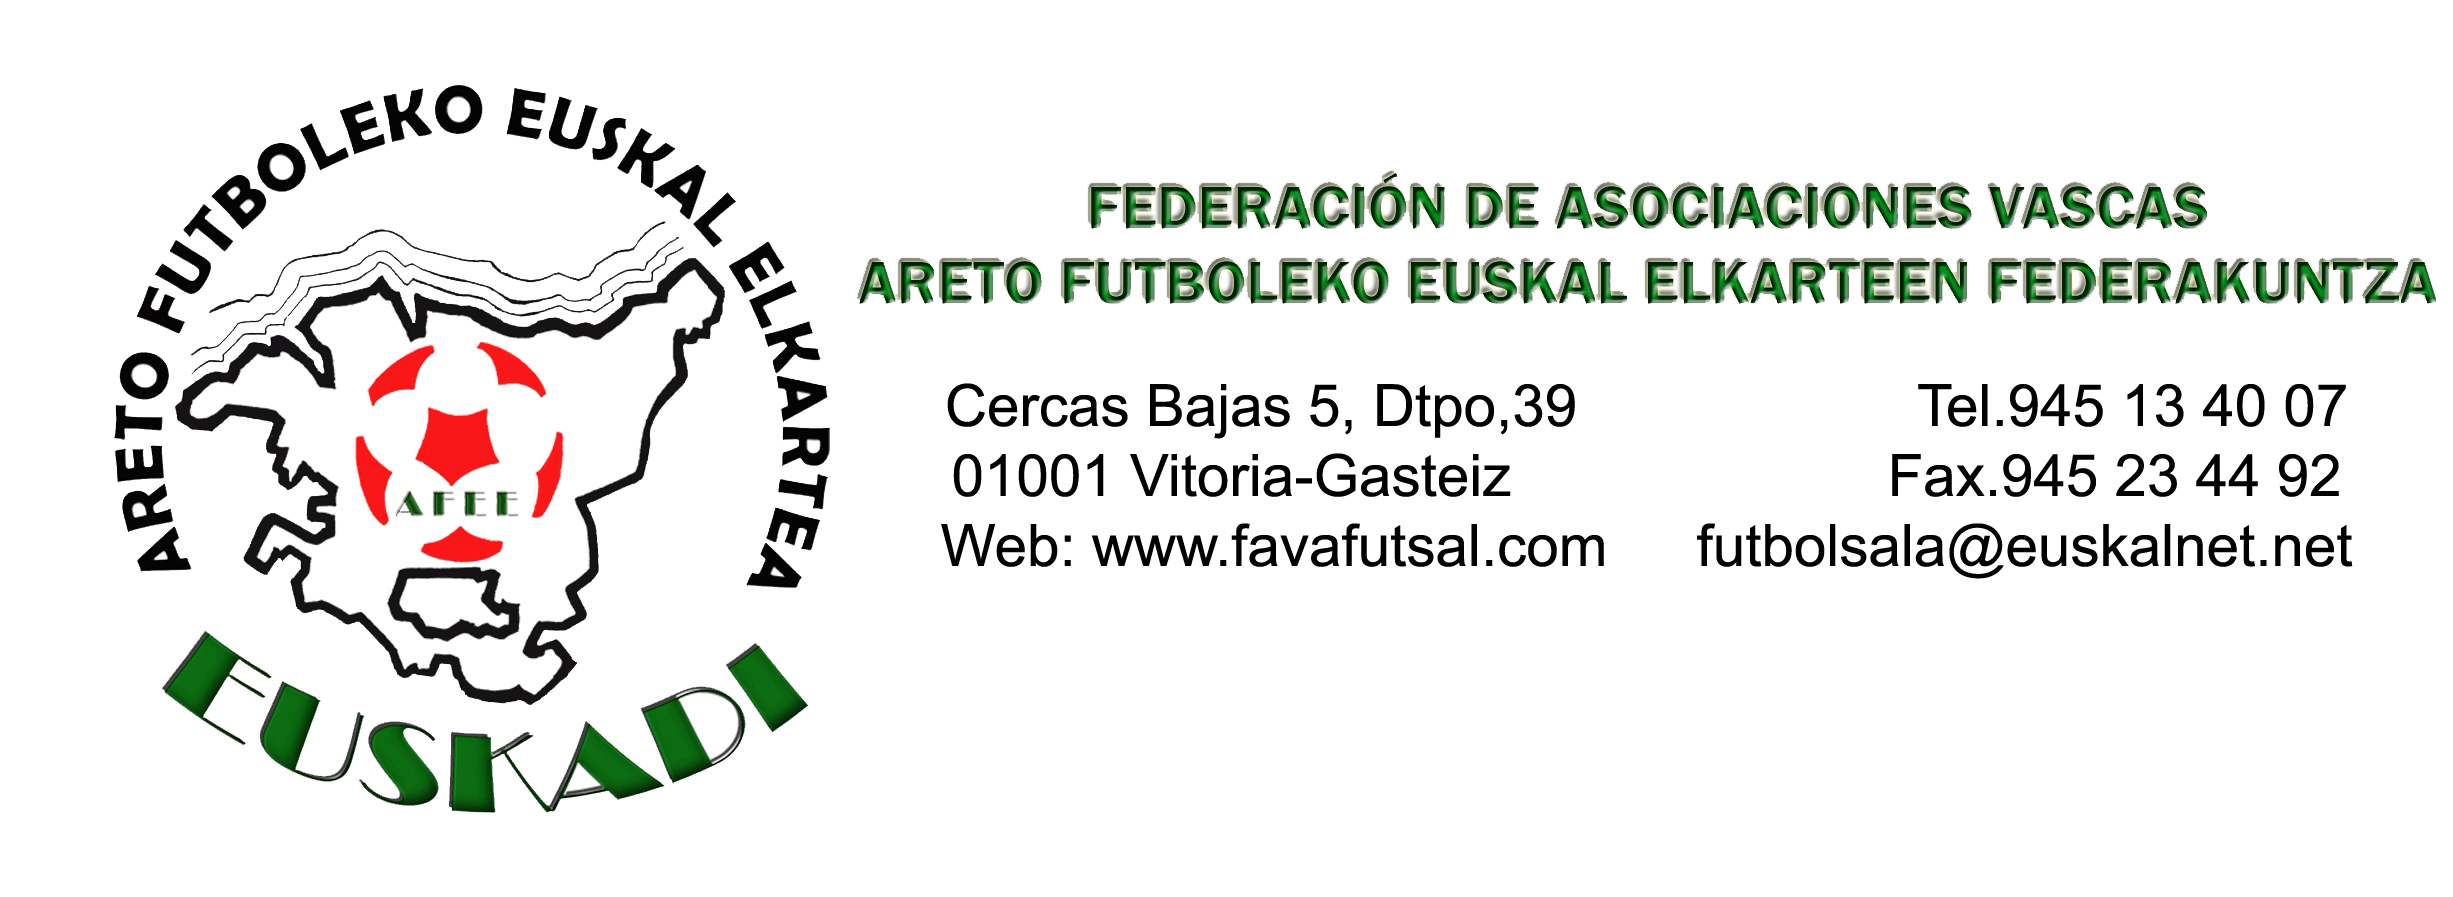 ARETO FUTBOLEKO EUSKAL ELKARTEA
AFEE
EUSKADI
FEDERACIÓN DE ASOCIACIONES VASCAS
ARETO FUTBOLEKO EUSKAL ELKARTEEN FEDERAKUNTZA
Cercas Bajas 5, Dtpo,39 Tel.945 13 40 07
01001 Vitoria-Gasteiz Fax.945 23 44 92
Web: www.favafutsal.com futbolsala@euskalnet.net